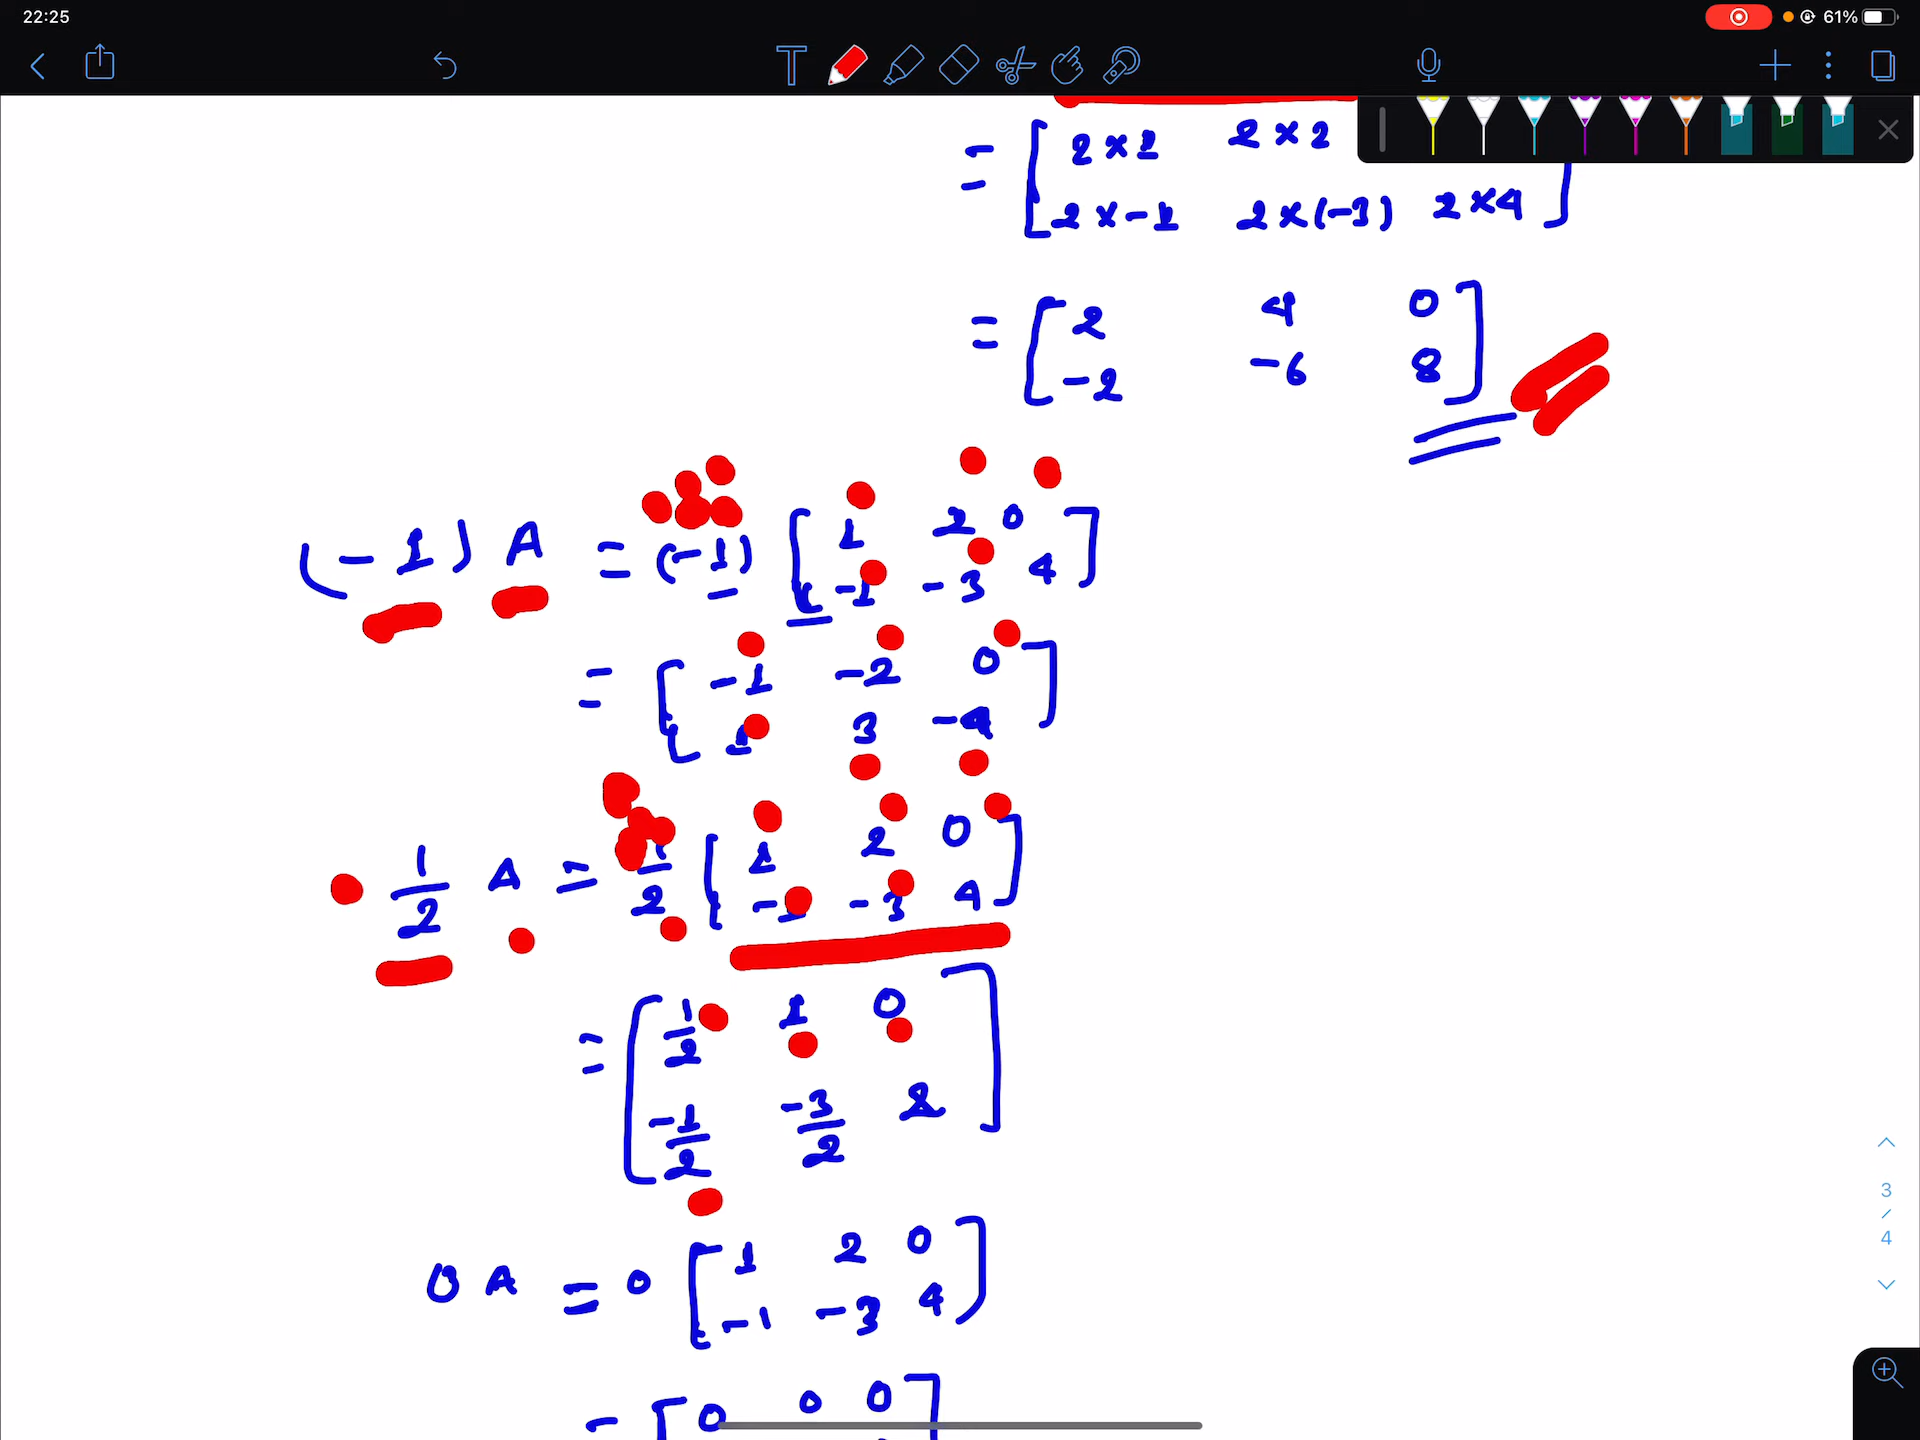 22:25
61%
= [ 2 × 1 2 × 2
2 × -1 2 × (-3) 2 × 4 ]
= [ 2 4 0
-2 -6 8 ]
(-1) A = (-1) [ 1 2 0
-1 -3 4 ]
= [ -1 -2 0
1 3 -4 ]
1/2 A = 1/2 [ 1 2 0
-1 -3 4 ]
= [ 1/2 1 0
-1/2 -3/2 2 ]
0 A = 0 [ 1 2 0
-1 -3 4 ]
= [ 0 0 0 ]
3
/
4